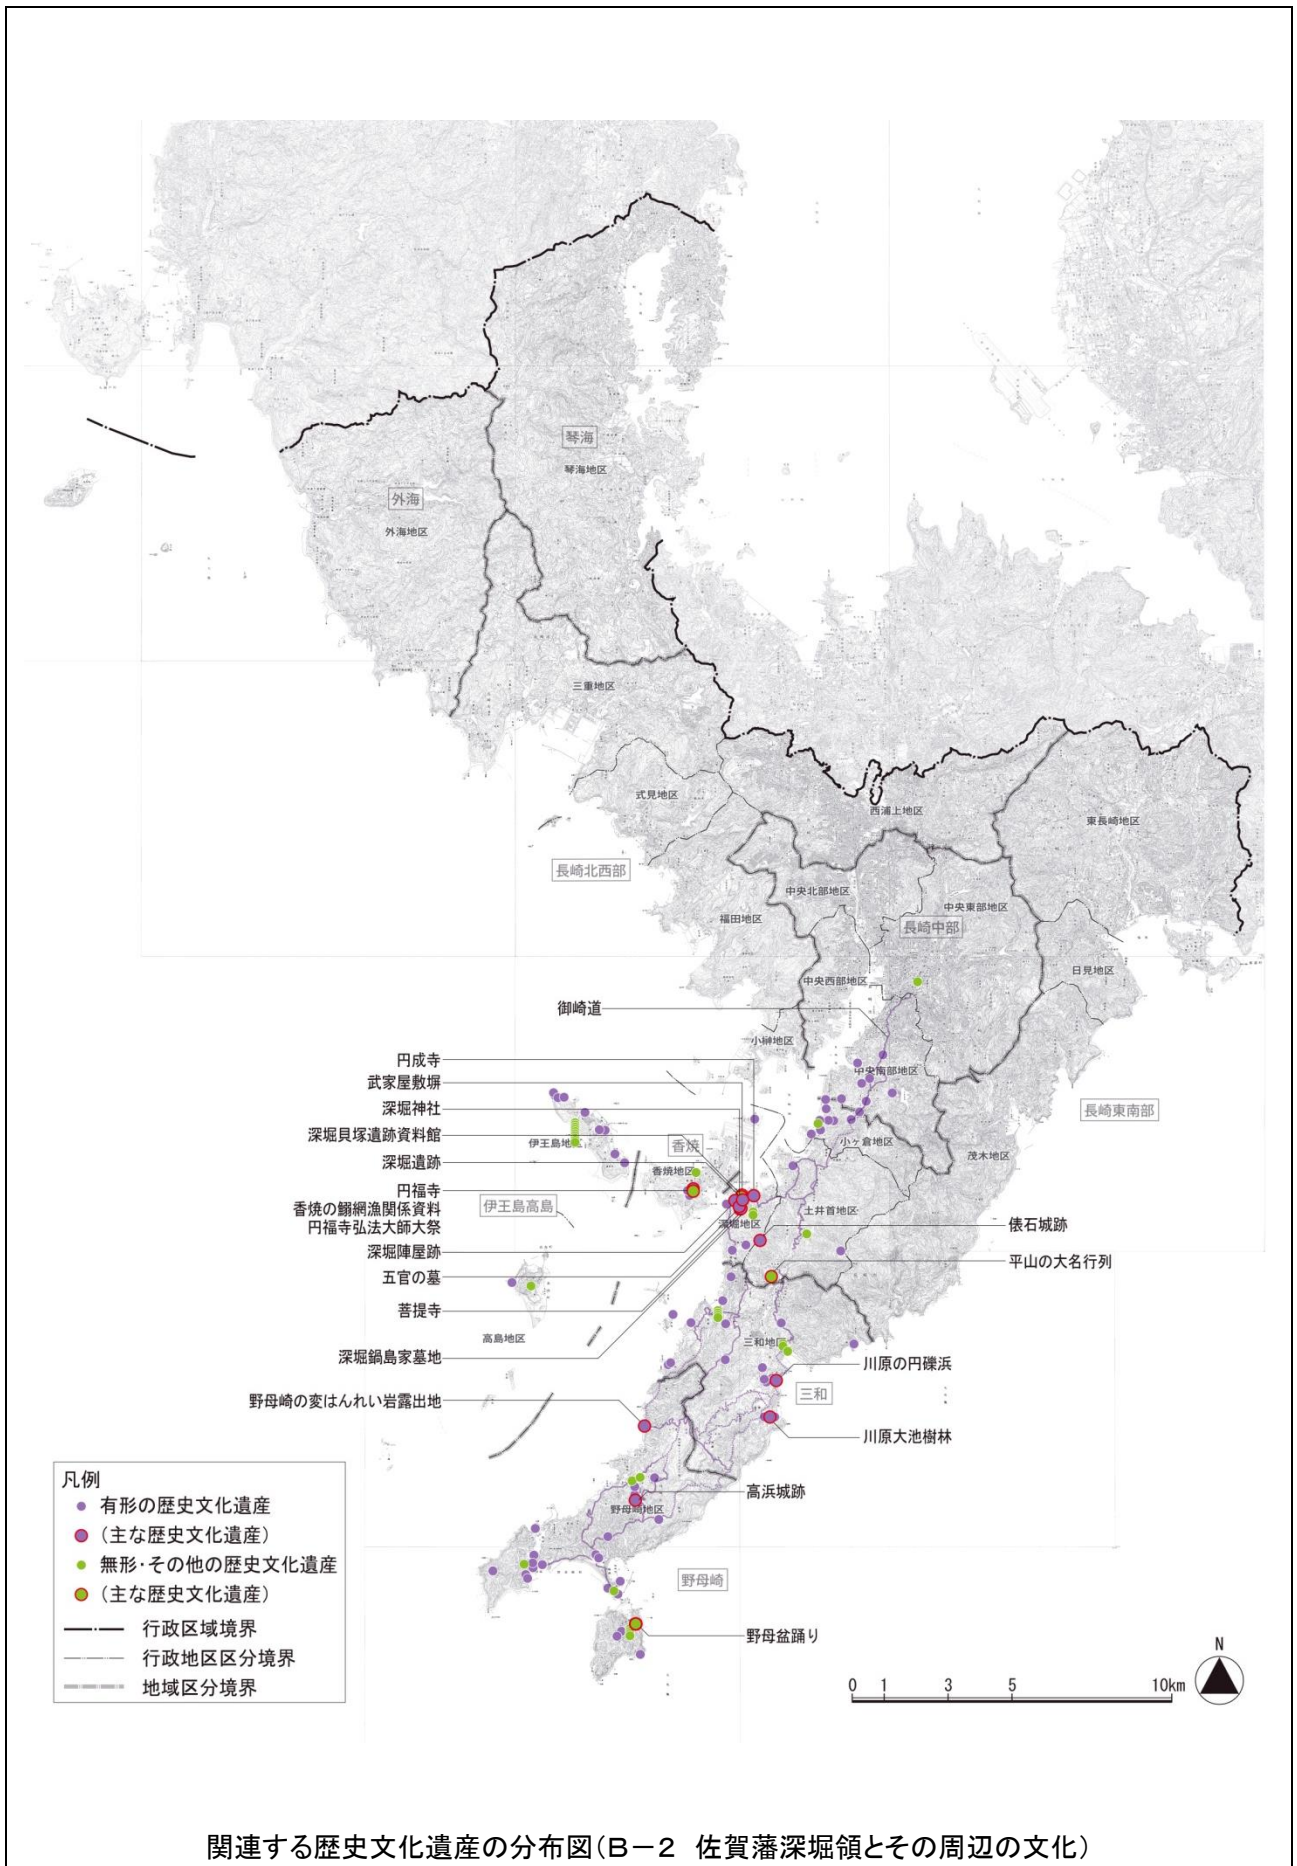 琴海
琴海地区
外海
外海地区
三重地区
式見地区
西浦上地区
東長崎地区
長崎北西部
中央北部地区
中央東部地区
福田地区
長崎中部
日見地区
中央西部地区
御崎道
小榊地区
円成寺
中央南部地区
武家屋敷塀
深堀神社
長崎東南部
深堀貝塚遺跡資料館
伊王島地区
香焼
小ヶ倉地区
茂木地区
深堀遺跡
香焼地区
円福寺
香焼の鰯網漁関係資料
伊王島高島
土井首地区
円福寺弘法大師大祭
深堀地区
俵石城跡
深堀陣屋跡
平山の大名行列
五官の墓
菩提寺
高島地区
三和地区
深堀鍋島家墓地
川原の円礫浜
三和
野母崎の変はんれい岩露出地
川原大池樹林
高浜城跡
野母崎地区
野母崎
野母盆踊り
凡例
有形の歴史文化遺産
(主な歴史文化遺産)
無形・その他の歴史文化遺産
(主な歴史文化遺産)
行政区域境界
行政地区区分境界
地域区分境界
N
0 1 3 5 10km
関連する歴史文化遺産の分布図(B－2 佐賀藩深堀領とその周辺の文化)